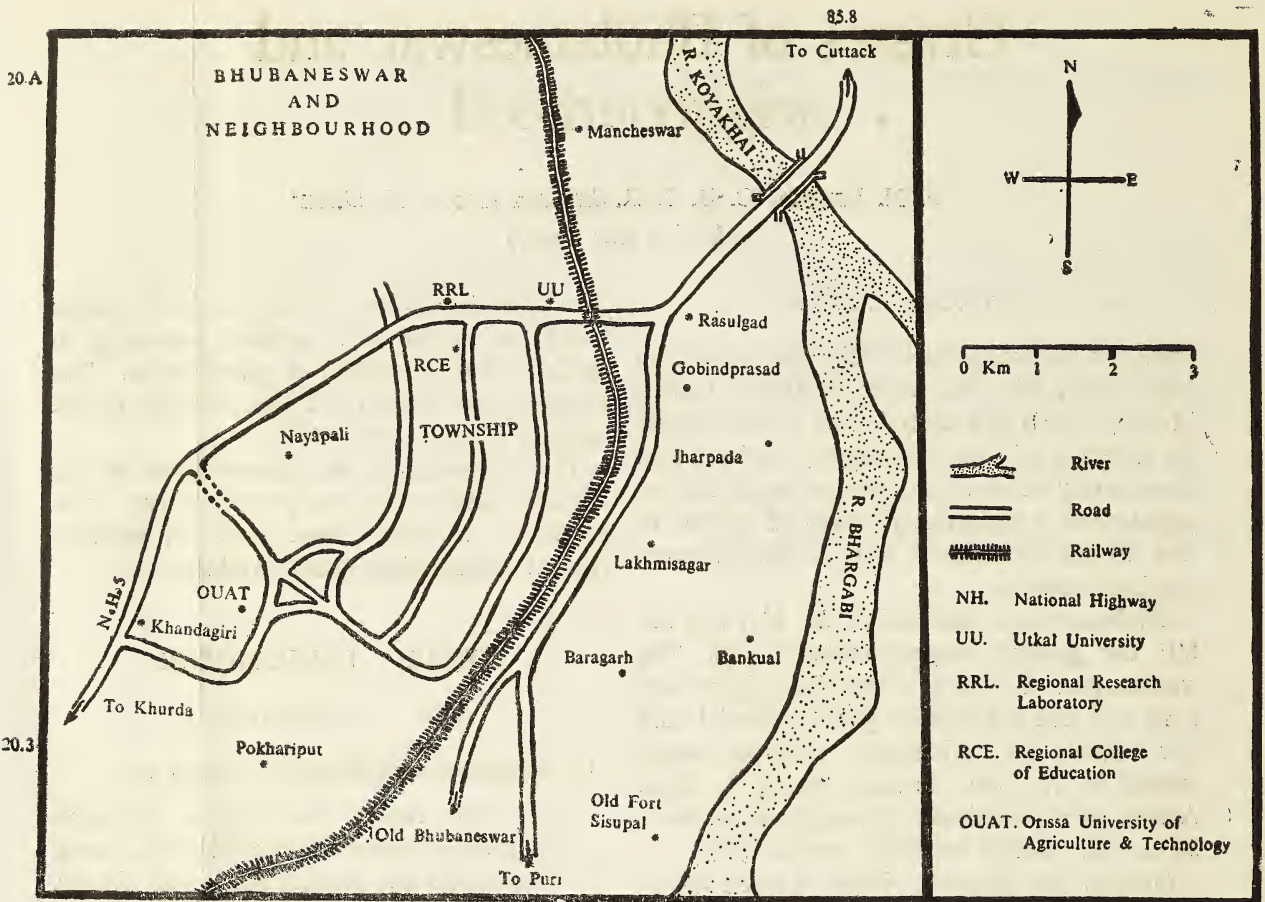 85.8
20.A
BHUBANESWAR
AND
NEIGHBOURHOOD
To Cuttack
R. KOYAKHAI
Mancheswar
RRL
UU
Rasulgad
RCE
Gobindprasad
Nayapali
TOWNSHIP
Jharpada
R. BHARGABI
Lakhmisagar
OUAT
N.H.5
Khandagiri
Baragarh
Bankual
To Khurda
20.3
Pokhariput
Old Fort
Sisupal
Old Bhubaneswar
To Puri
N
W E
S
0 Km 1 2 3
River
Road
Railway
NH. National Highway
UU. Utkal University
RRL. Regional Research
Laboratory
RCE. Regional College
of Education
OUAT. Orissa University of
Agriculture & Technology